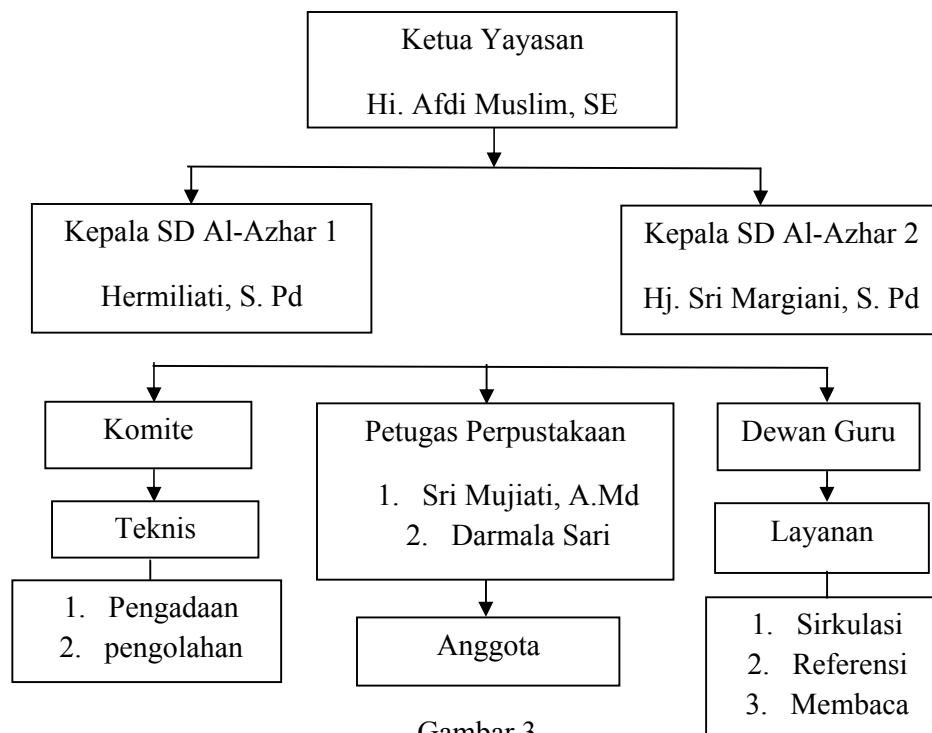 Ketua Yayasan
Hi. Afdi Muslim, SE
Kepala SD Al-Azhar 1
Hermiliati, S. Pd
Kepala SD Al-Azhar 2
Hj. Sri Margiani, S. Pd
Komite
Petugas Perpustakaan
1. Sri Mujiati, A.Md
2. Darmala Sari
Dewan Guru
Teknis
Layanan
1. Pengadaan
2. pengolahan
Anggota
1. Sirkulasi
2. Referensi
3. Membaca
Gambar 3